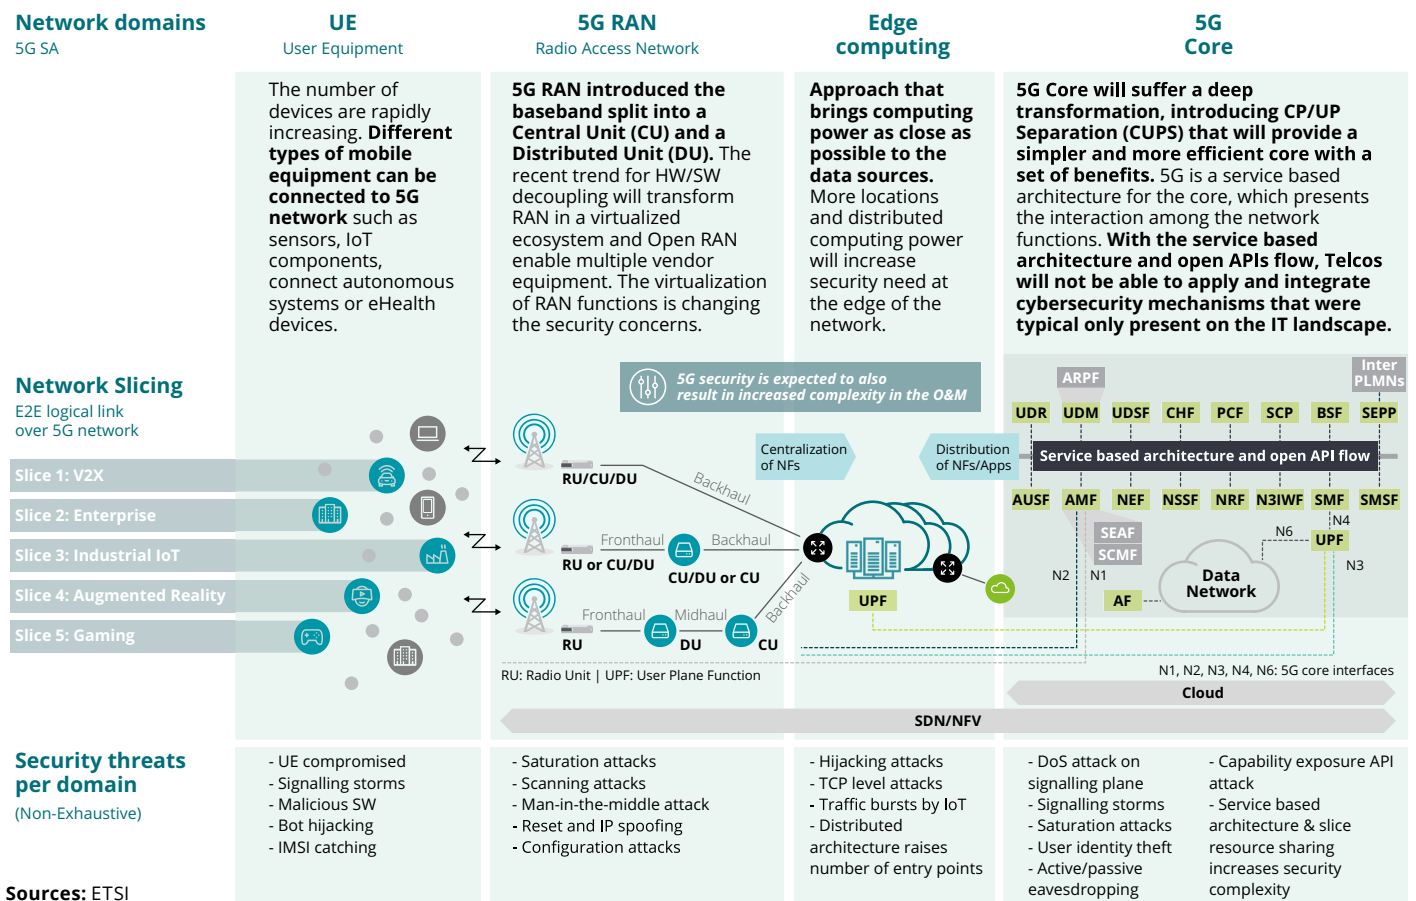 Network domains
5G SA
UE
User Equipment
5G RAN
Radio Access Network
Edge
computing
5G
Core
The number of
devices are rapidly
increasing. Different
types of mobile
equipment can be
connected to 5G
network such as
sensors, IoT
components,
connect autonomous
systems or eHealth
devices.
5G RAN introduced the
baseband split into a
Central Unit (CU) and a
Distributed Unit (DU). The
recent trend for HW/SW
decoupling will transform
RAN in a virtualized
ecosystem and Open RAN
enable multiple vendor
equipment. The virtualization
of RAN functions is changing
the security concerns.
Approach that
brings computing
power as close as
possible to the
data sources.
More locations
and distributed
computing power
will increase
security need at
the edge of the
network.
5G Core will suffer a deep
transformation, introducing CP/UP
Separation (CUPS) that will provide a
simpler and more efficient core with a
set of benefits. 5G is a service based
architecture for the core, which presents
the interaction among the network
functions. With the service based
architecture and open APIs flow, Telcos
will not be able to apply and integrate
cybersecurity mechanisms that were
typical only present on the IT landscape.
Network Slicing
E2E logical link
over 5G network
Slice 1: V2X
Slice 2: Enterprise
Slice 3: Industrial IoT
Slice 4: Augmented Reality
Slice 5: Gaming
5G security is expected to also
result in increased complexity in the O&M
Centralization
of NFs
Distribution
of NFs/Apps
RU/CU/DU
Backhaul
Fronthaul
Backhaul
RU or CU/DU
CU/DU or CU
Fronthaul
Midhaul
Backhaul
RU
DU
CU
UPF
RU: Radio Unit | UPF: User Plane Function
ARPF
Inter
PLMNs
UDR
UDM
UDSF
CHF
PCF
SCP
BSF
SEPP
Service based architecture and open API flow
AUSF
AMF
NEF
NSSF
NRF
N3IWF
SMF
SMSF
SEAF
SCMF
N6
N4
UPF
N2
N1
N3
Data
Network
AF
N1, N2, N3, N4, N6: 5G core interfaces
Cloud
SDN/NFV
Security threats
per domain
(Non-Exhaustive)
- UE compromised
- Signalling storms
- Malicious SW
- Bot hijacking
- IMSI catching
- Saturation attacks
- Scanning attacks
- Man-in-the-middle attack
- Reset and IP spoofing
- Configuration attacks
- Hijacking attacks
- TCP level attacks
- Traffic bursts by IoT
- Distributed
architecture raises
number of entry points
- DoS attack on
signalling plane
- Signalling storms
- Saturation attacks
- User identity theft
- Active/passive
eavesdropping
- Capability exposure API
attack
- Service based
architecture & slice
resource sharing
increases security
complexity
Sources: ETSI